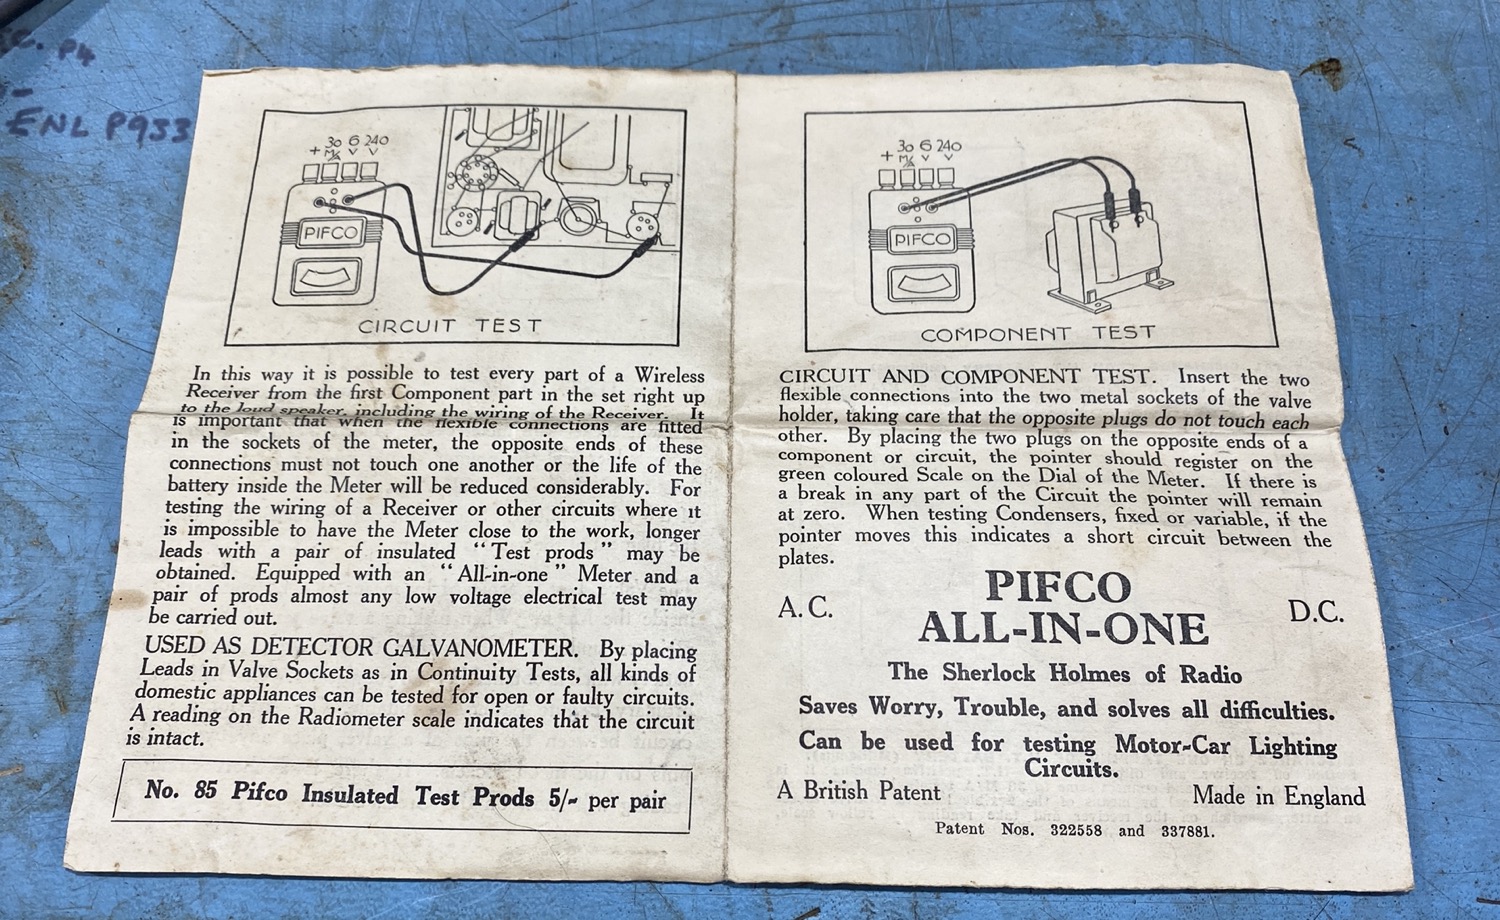 P4
ENL P933
+ 30 6 240
M/A V V
PIFCO
CIRCUIT TEST
In this way it is possible to test every part of a Wireless
Receiver from the first Component part in the set right up
to the loud speaker, including the wiring of the Receiver. It
is important that when the flexible connections are fitted
in the sockets of the meter, the opposite ends of these
connections must not touch one another or the life of the
battery inside the Meter will be reduced considerably. For
testing the wiring of a Receiver or other circuits where it
is impossible to have the Meter close to the work, longer
leads with a pair of insulated "Test prods" may be
obtained. Equipped with an "All-in-one" Meter and a
pair of prods almost any low voltage electrical test may
be carried out.
USED AS DETECTOR GALVANOMETER. By placing
Leads in Valve Sockets as in Continuity Tests, all kinds of
domestic appliances can be tested for open or faulty circuits.
A reading on the Radiometer scale indicates that the circuit
is intact.
No. 85 Pifco Insulated Test Prods 5/- per pair
+ 30 6 240
M/A V V
PIFCO
COMPONENT TEST
CIRCUIT AND COMPONENT TEST. Insert the two
flexible connections into the two metal sockets of the valve
holder, taking care that the opposite plugs do not touch each
other. By placing the two plugs on the opposite ends of a
component or circuit, the pointer should register on the
green coloured Scale on the Dial of the Meter. If there is
a break in any part of the Circuit the pointer will remain
at zero. When testing Condensers, fixed or variable, if the
pointer moves this indicates a short circuit between the
plates.
PIFCO
A.C. ALL-IN-ONE D.C.
The Sherlock Holmes of Radio
Saves Worry, Trouble, and solves all difficulties.
Can be used for testing Motor-Car Lighting
Circuits.
A British Patent Made in England
Patent Nos. 322558 and 337881.